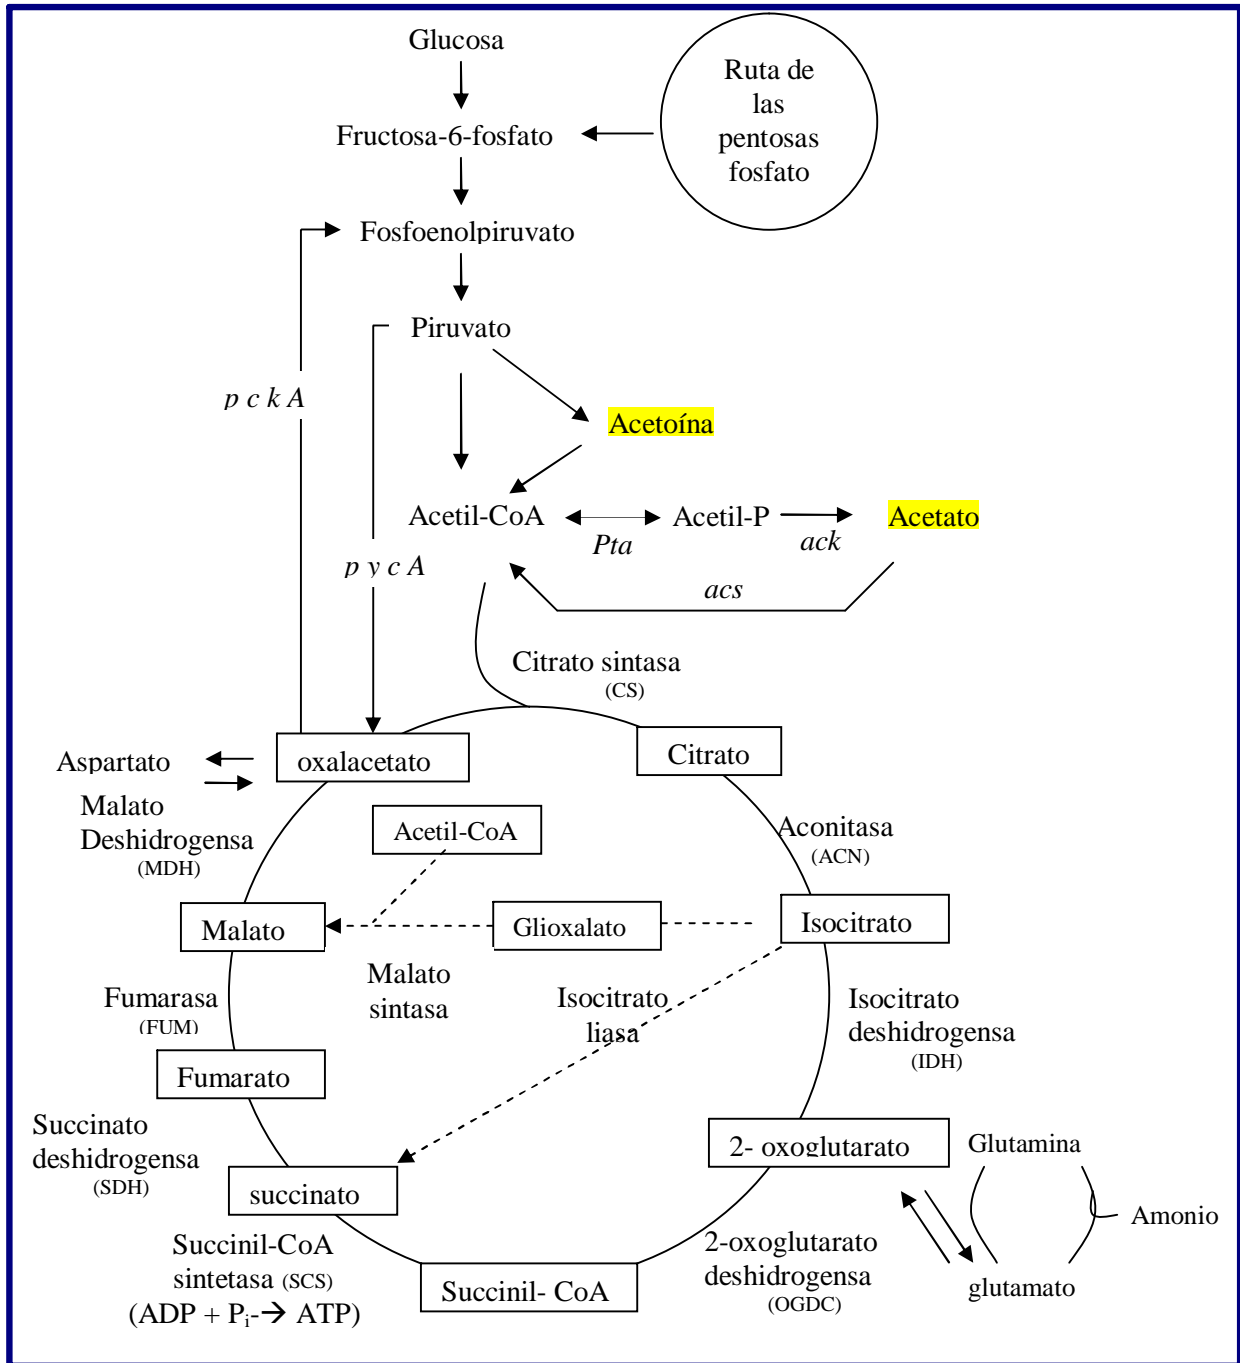 Glucosa
Ruta de
las
pentosas
fosfato
Fructosa-6-fosfato
Fosfoenolpiruvato
Piruvato
p c k A
Acetoína
Acetil-CoA
Pta
Acetil-P
ack
Acetato
p y c A
acs
Citrato sintasa
(CS)
oxalacetato
Citrato
Aspartato
Malato
Deshidrogensa
(MDH)
Acetil-CoA
Aconitasa
(ACN)
Malato
Glioxalato
Isocitrato
Malato
sintasa
Isocitrato
liasa
Fumarasa
(FUM)
Isocitrato
deshidrogensa
(IDH)
Fumarato
Succinato
deshidrogensa
(SDH)
2- oxoglutarato
Glutamina
succinato
Amonio
Succinil-CoA
sintetasa (SCS)
(ADP + Pi-→ ATP)
Succinil- CoA
2-oxoglutarato
deshidrogensa
(OGDC)
glutamato